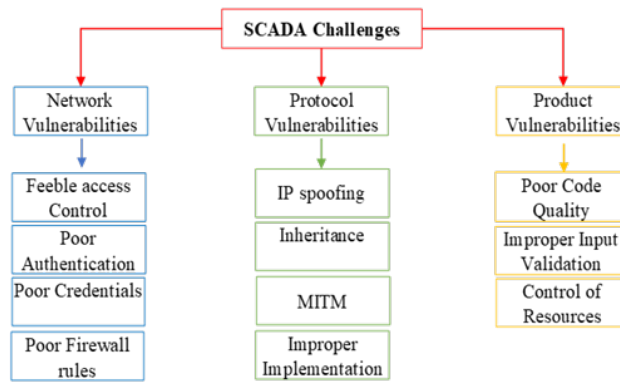 SCADA Challenges
Network
Vulnerabilities
Feeble access
Control
Poor
Authentication
Poor Credentials
Poor Firewall
rules
Protocol
Vulnerabilities
IP spoofing
Inheritance
MITM
Improper
Implementation
Product
Vulnerabilities
Poor Code
Quality
Improper Input
Validation
Control of
Resources